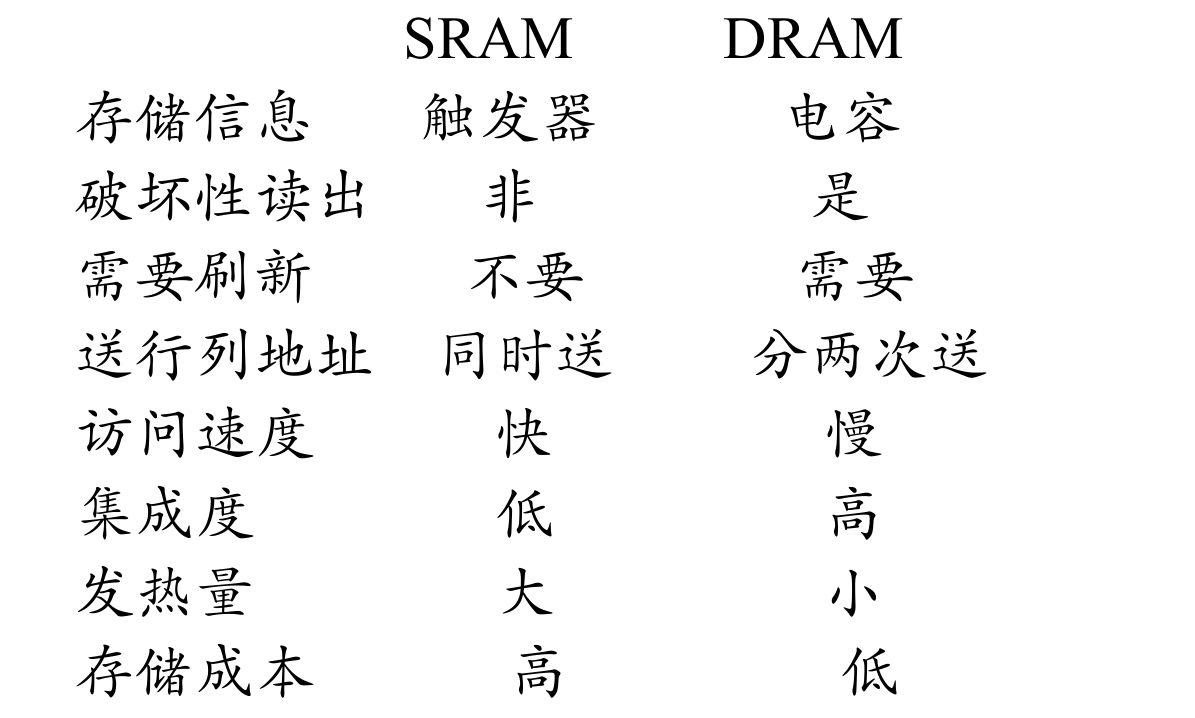 SRAM DRAM
存储信息 触发器 电容
破坏性读出 非 是
需要刷新 不要 需要
送行列地址 同时送 分两次送
访问速度 快 慢
集成度 低 高
发热量 大 小
存储成本 高 低